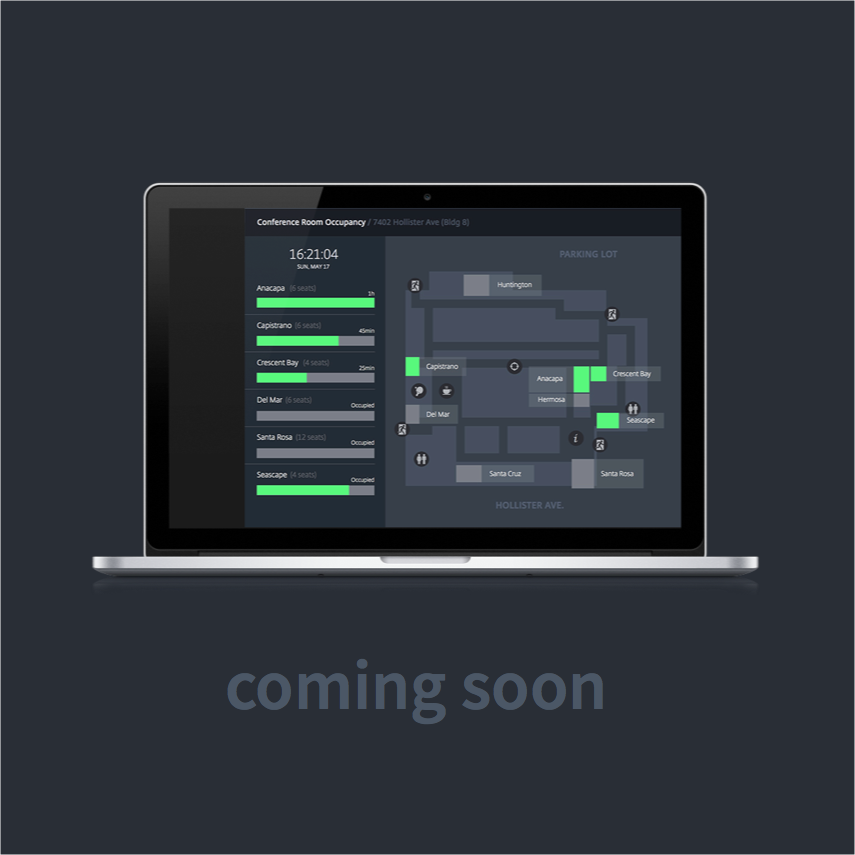 Conference Room Occupancy / 7402 Hollister Ave (Bldg 8)
16:21:04
SUN, MAY 17
Anacapa (6 seats)
1h
Capistrano (6 seats)
45min
Crescent Bay (4 seats)
25min
Del Mar (6 seats)
Occupied
Santa Rosa (12 seats)
Occupied
Seascape (4 seats)
Occupied
PARKING LOT
Huntington
Capistrano
Anacapa
Crescent Bay
Hermosa
Del Mar
Seascape
i
Santa Cruz
Santa Rosa
HOLLISTER AVE.
coming soon